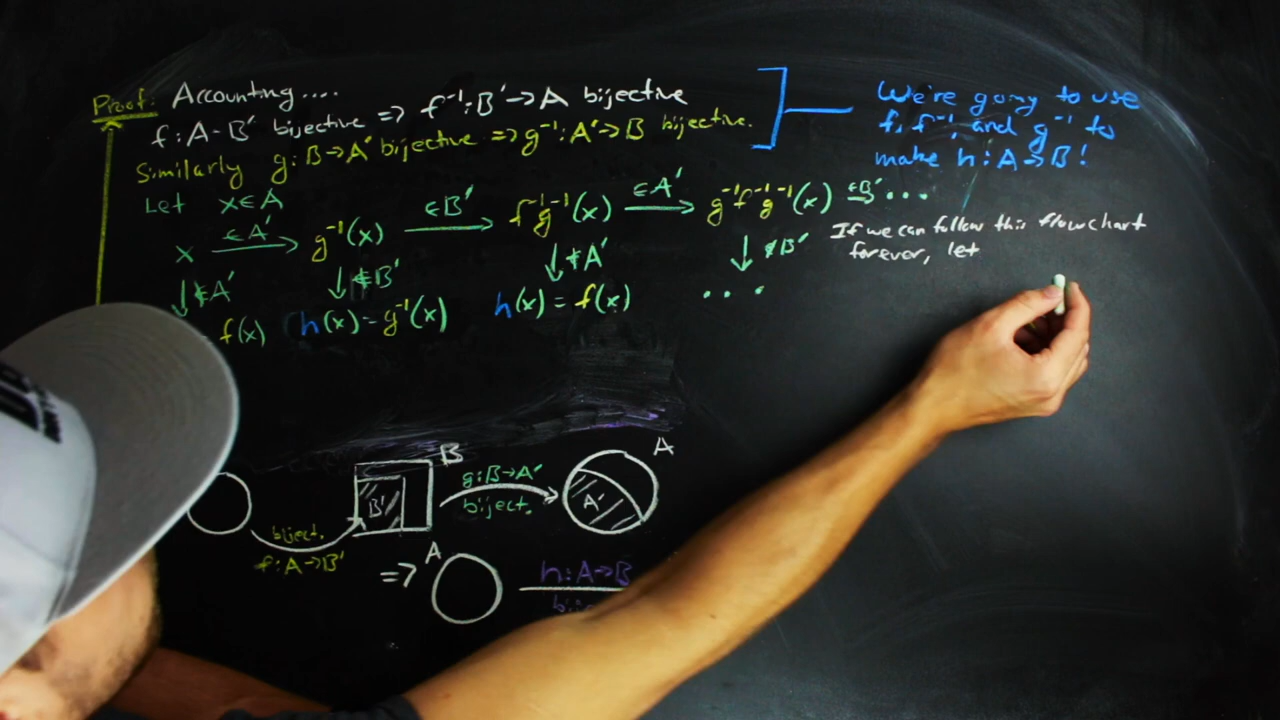 Proof: Accounting....
f: A-B' bijective => f⁻¹: B'→A bijective
Similarly g: B→A' bijective => g⁻¹: A'→B bijective.
We're going to use
f, f⁻¹, and g⁻¹ to
make h: A→B!
Let x∈A
x ∈A' g⁻¹(x) ∈B' f⁻¹g⁻¹(x) ∈A' g⁻¹f⁻¹g⁻¹(x) ∈B' ...
∉A' ∉B' ∉A' ∉B'
f(x) h(x)=g⁻¹(x) h(x)=f(x) ...
If we can follow this flowchart
forever, let
B
B'
g: B→A'
biject.
A
A'
biject.
f: A→B'
=> A
h: A→B